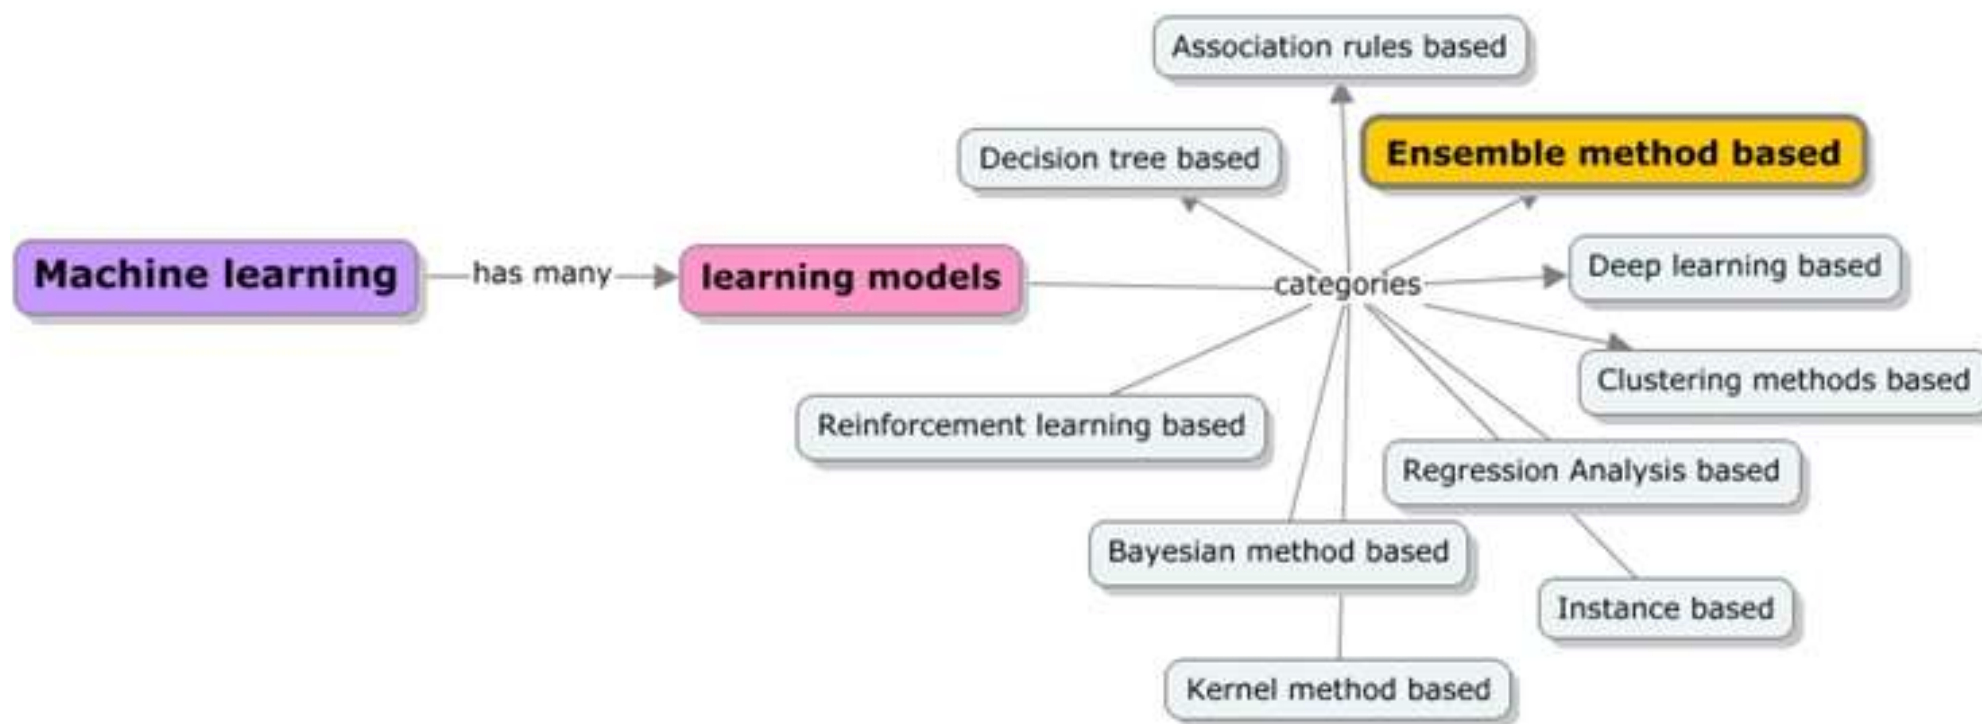 Association rules based
Decision tree based
Ensemble method based
Machine learning
has many
learning models
categories
Deep learning based
Clustering methods based
Reinforcement learning based
Regression Analysis based
Bayesian method based
Instance based
Kernel method based